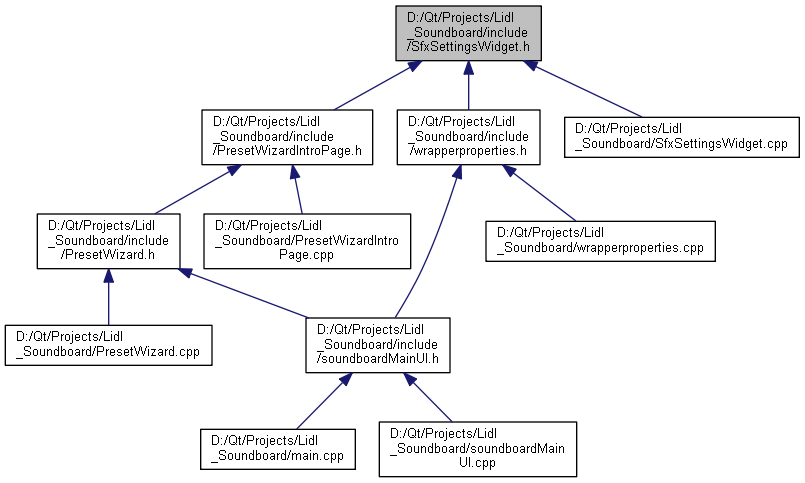 D:/Qt/Projects/Lidl
_Soundboard/include
/SfxSettingsWidget.h
D:/Qt/Projects/Lidl
_Soundboard/include
/PresetWizardIntroPage.h
D:/Qt/Projects/Lidl
_Soundboard/include
/wrapperproperties.h
D:/Qt/Projects/Lidl
_Soundboard/SfxSettingsWidget.cpp
D:/Qt/Projects/Lidl
_Soundboard/include
/PresetWizard.h
D:/Qt/Projects/Lidl
_Soundboard/PresetWizardIntro
Page.cpp
D:/Qt/Projects/Lidl
_Soundboard/wrapperproperties.cpp
D:/Qt/Projects/Lidl
_Soundboard/PresetWizard.cpp
D:/Qt/Projects/Lidl
_Soundboard/include
/soundboardMainUI.h
D:/Qt/Projects/Lidl
_Soundboard/main.cpp
D:/Qt/Projects/Lidl
_Soundboard/soundboardMain
UI.cpp